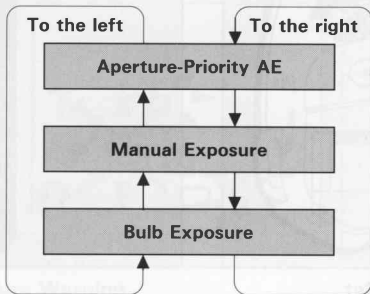 To the left
To the right
Aperture-Priority AE
Manual Exposure
Bulb Exposure